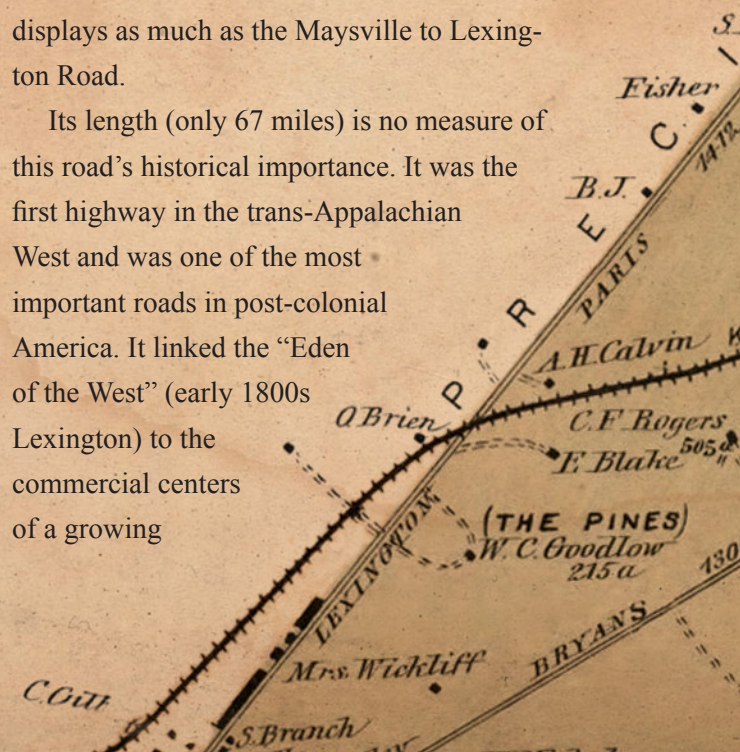 displays as much as the Maysville to Lexing-
ton Road.
Its length (only 67 miles) is no measure of
this road's historical importance. It was the
first highway in the trans-Appalachian
West and was one of the most
important roads in post-colonial
America. It linked the “Eden
of the West” (early 1800s
Lexington) to the
commercial centers
of a growing
Fisher
B.J.
P R E C I
PARIS
A.H. Calvin
O Brien
C.F. Rogers
505 a
F. Blake
(THE PINES)
W.C. Goodlow
215 a
LEXINGTON
BRYANS
130
Mrs. Wickliff
S. Branch